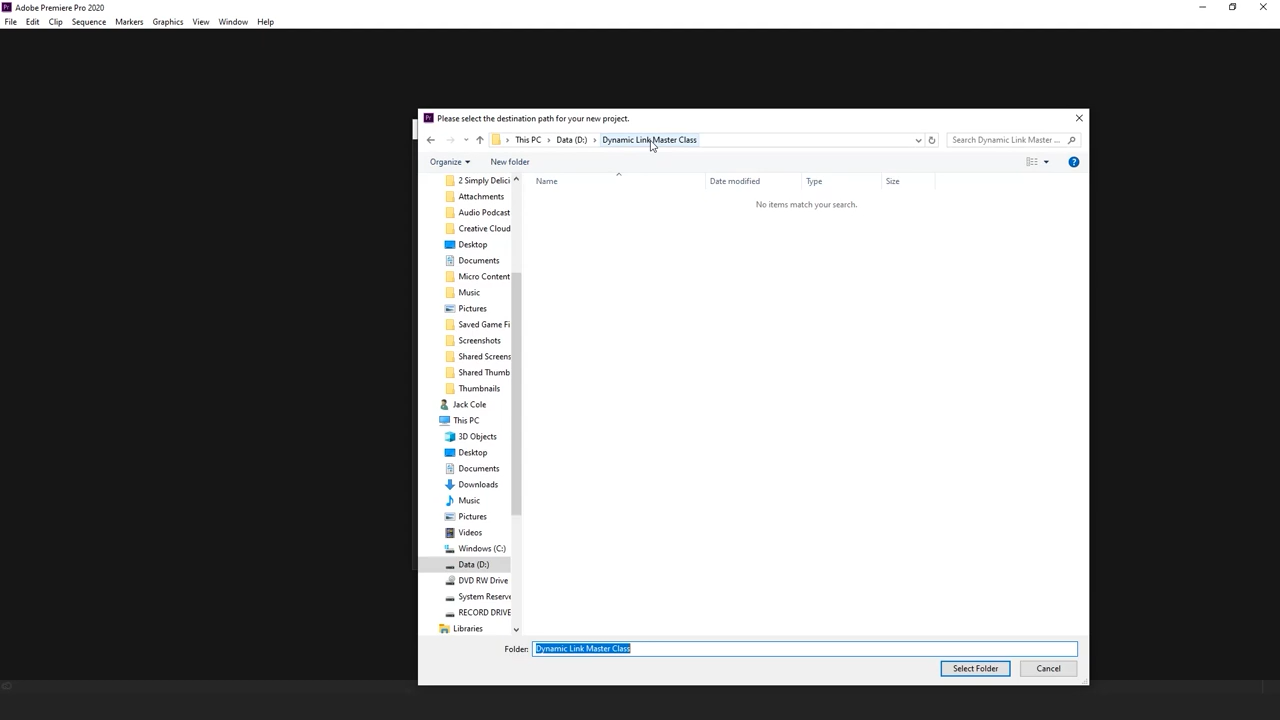 Adobe Premiere Pro 2020
File Edit Clip Sequence Markers Graphics View Window Help
Please select the destination path for your new project.
This PC > Data (D:) > Dynamic Link Master Class
Search Dynamic Link Master ...
Organize New folder
Name Date modified Type Size
No items match your search.
2 Simply Delici
Attachments
Audio Podcast
Creative Cloud
Desktop
Documents
Micro Content
Music
Pictures
Saved Game Fi
Screenshots
Shared Screens
Shared Thumb
Thumbnails
Jack Cole
This PC
3D Objects
Desktop
Documents
Downloads
Music
Pictures
Videos
Windows (C:)
Data (D:)
DVD RW Drive
System Reserve
RECORD DRIVE
Libraries
Folder: Dynamic Link Master Class
Select Folder Cancel